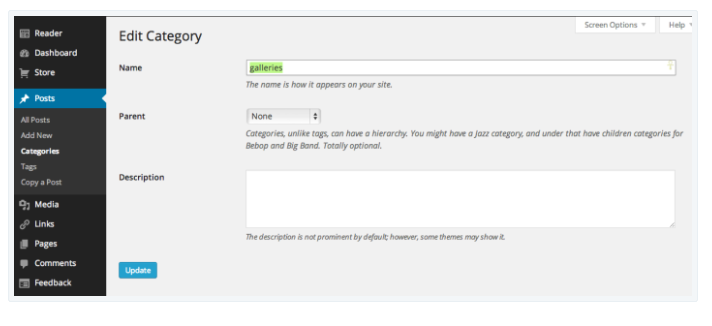 Screen Options Help
Reader
Dashboard
Store
Posts
All Posts
Add New
Categories
Tags
Copy a Post
Media
Links
Pages
Comments
Feedback
Edit Category
Name
galleries
The name is how it appears on your site.
Parent
None
Categories, unlike tags, can have a hierarchy. You might have a Jazz category, and under that have children categories for
Bebop and Big Band. Totally optional.
Description
The description is not prominent by default; however, some themes may show it.
Update